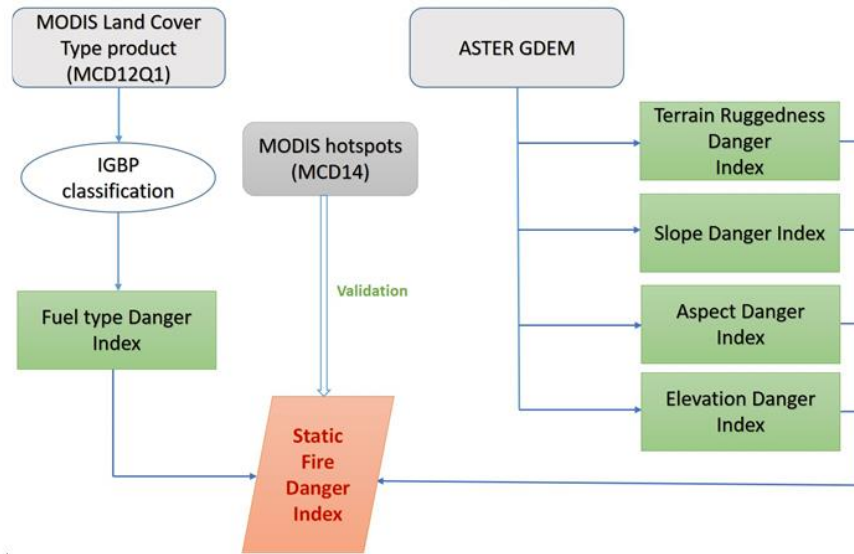 MODIS Land Cover
Type product
(MCD12Q1)
ASTER GDEM
IGBP
classification
MODIS hotspots
(MCD14)
Terrain Ruggedness
Danger
Index
Slope Danger Index
Validation
Fuel type Danger
Index
Aspect Danger
Index
Elevation Danger
Index
Static
Fire
Danger
Index